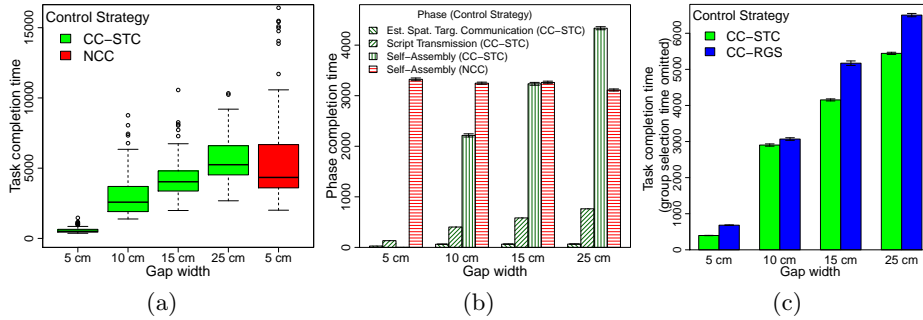 Control Strategy
CC-STC
NCC
Task completion time
0
5000
10000
15000
5 cm
10 cm
15 cm
25 cm
5 cm
Gap width
(a)
Phase (Control Strategy)
Est. Spat. Targ. Communication (CC-STC)
Script Transmission (CC-STC)
Self-Assembly (CC-STC)
Self-Assembly (NCC)
Phase completion time
0
1000
2000
3000
4000
5 cm
10 cm
15 cm
25 cm
Gap width
(b)
Control Strategy
CC-STC
CC-RGS
Task completion time
(group selection time omitted)
0
1000
2000
3000
4000
5000
6000
5 cm
10 cm
15 cm
25 cm
Gap width
(c)